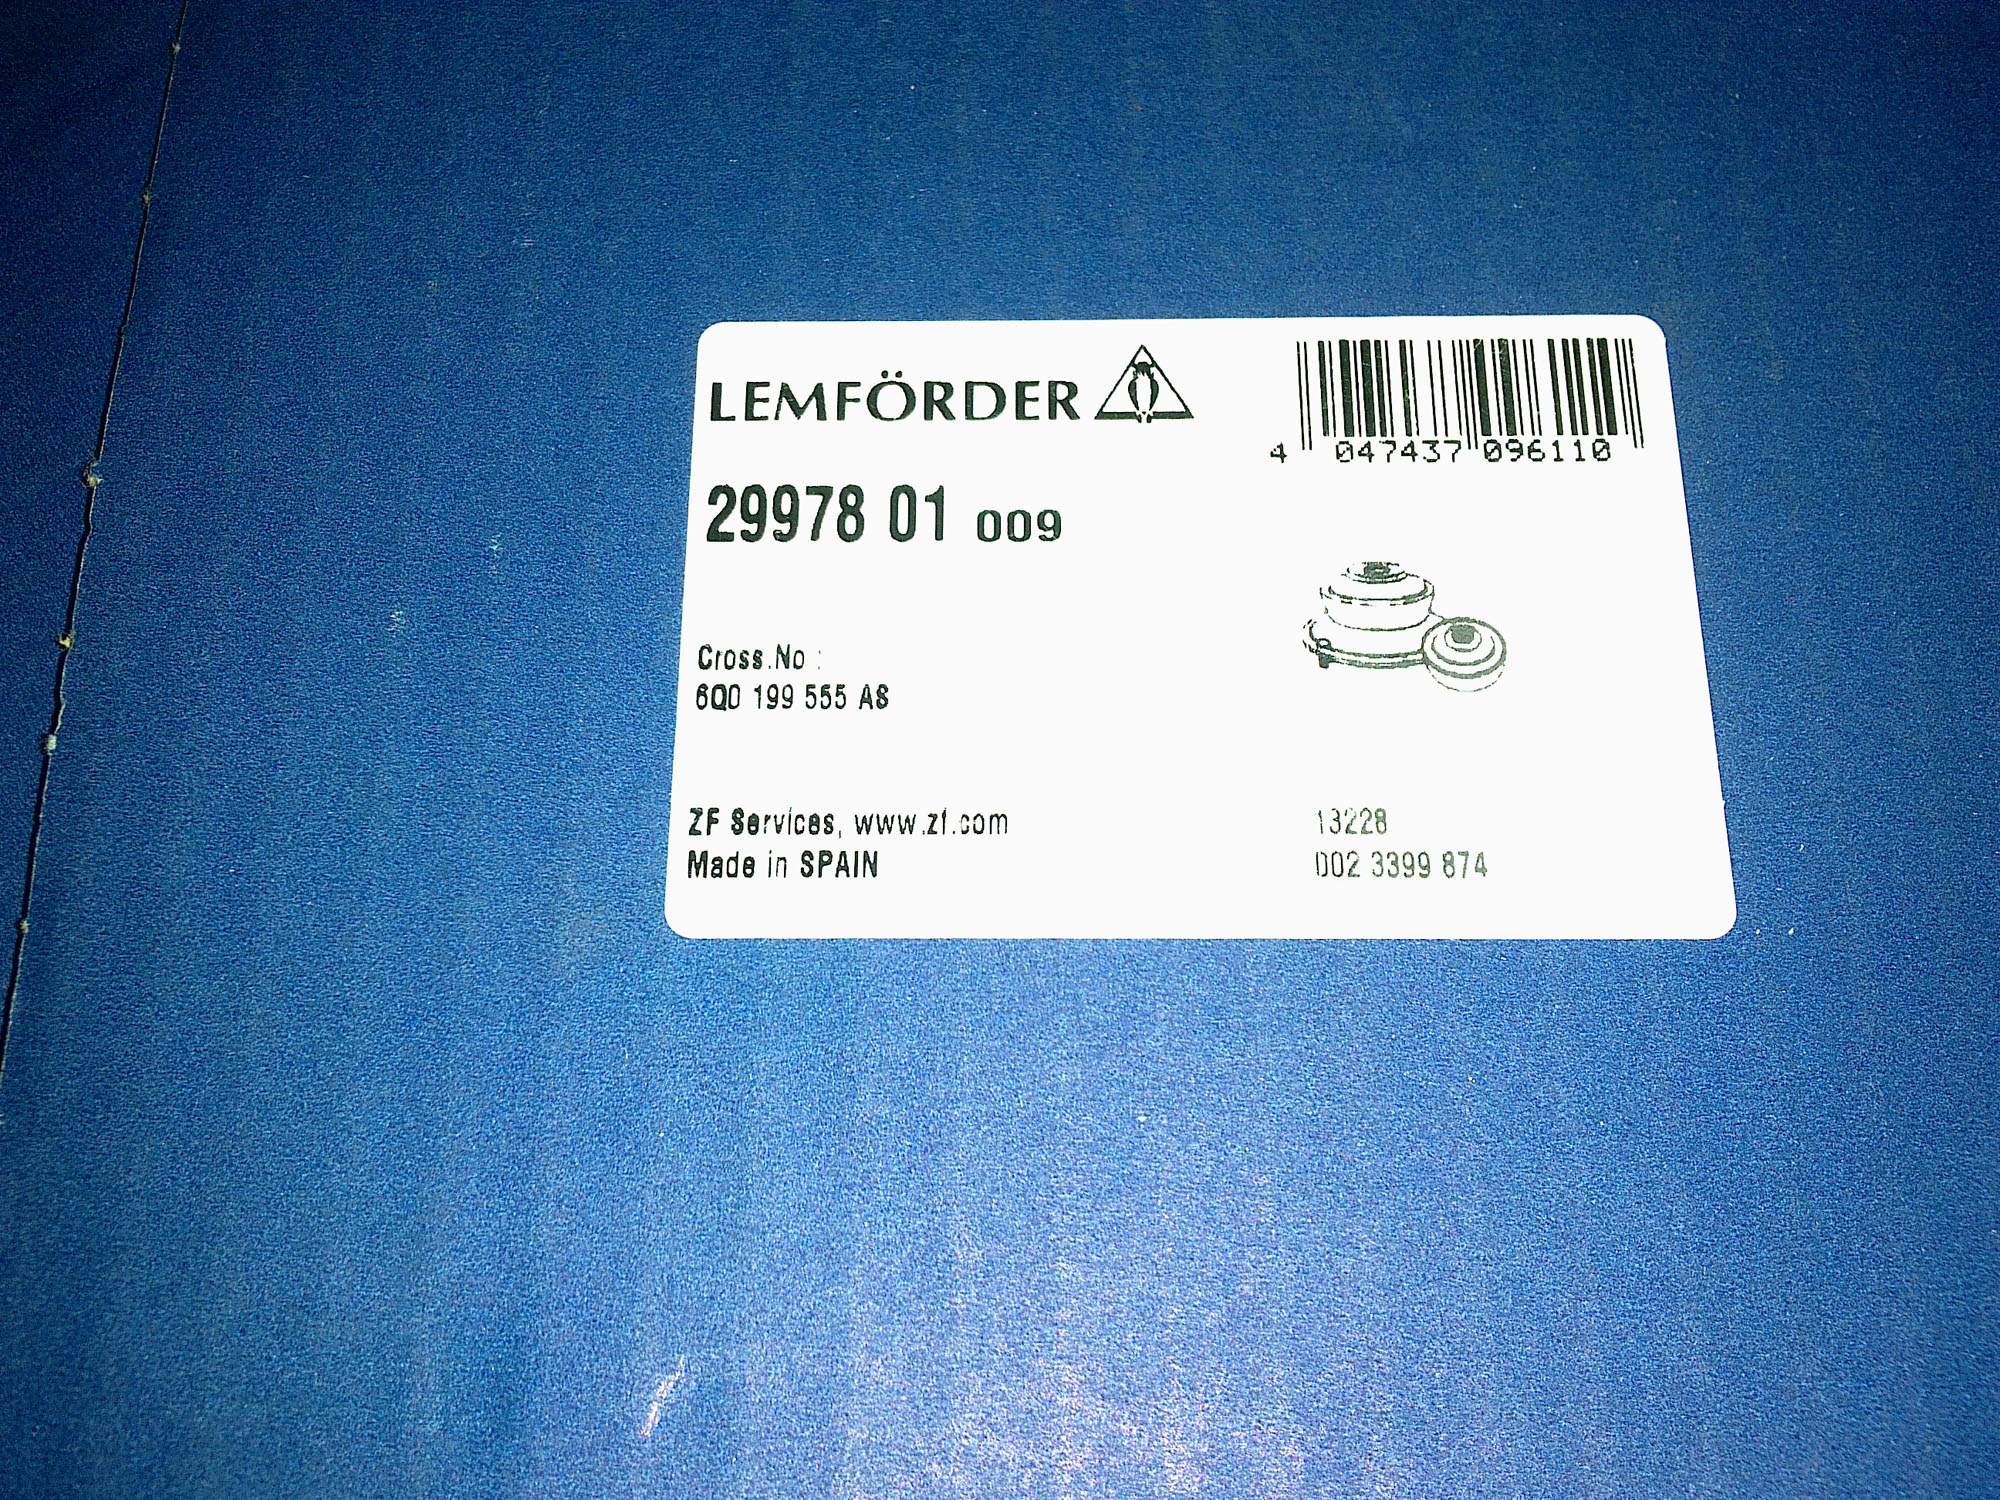 LEMFÖRDER
4 047437 096110
29978 01 009
Cross.No :
6Q0 199 555 AS
ZF Services, www.zf.com
Made in SPAIN
13228
D02 3399 874